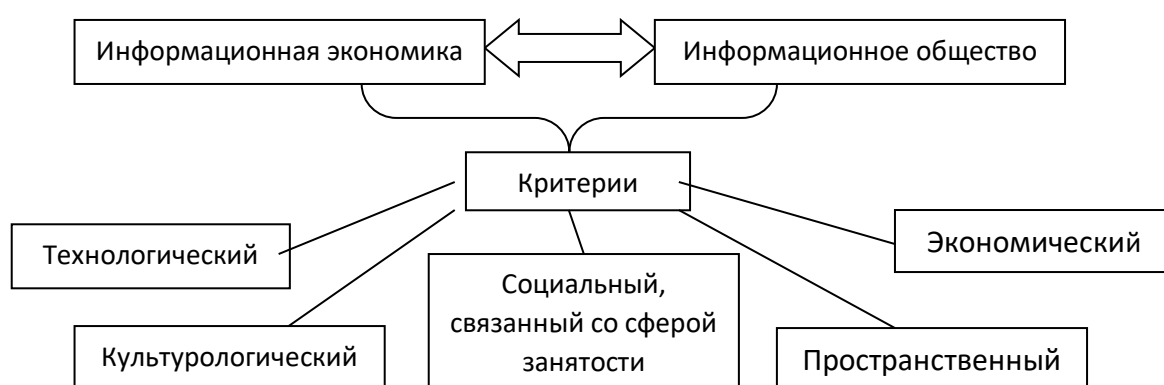 Информационная экономика
Информационное общество
Критерии
Технологический
Экономический
Социальный,
связанный со сферой
занятости
Культурологический
Пространственный